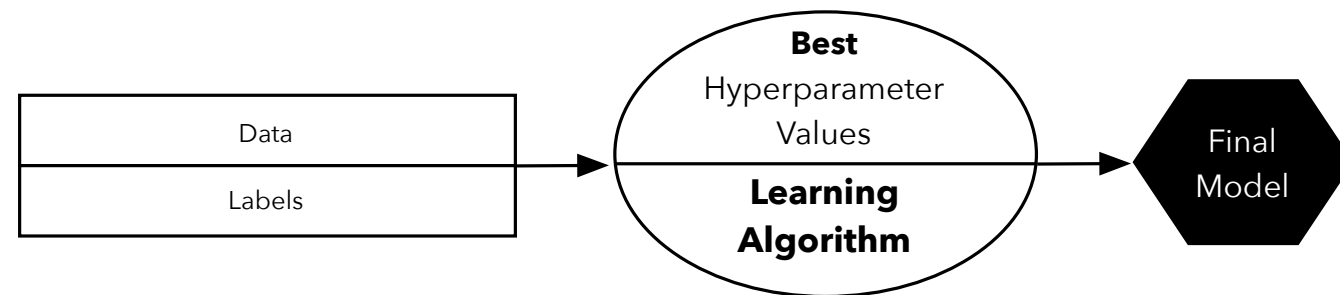 Data
Labels
Best
Hyperparameter
Values
Learning
Algorithm
Final
Model